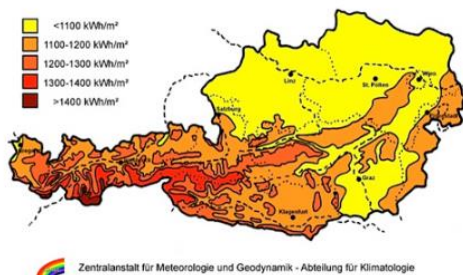 <1100 kWh/m²
1100-1200 kWh/m²
1200-1300 kWh/m²
1300-1400 kWh/m²
>1400 kWh/m²
Linz
St. Pölten
Wien
Salzburg
Graz
Klagenfurt
Zentralanstalt für Meteorologie und Geodynamik - Abteilung für Klimatologie